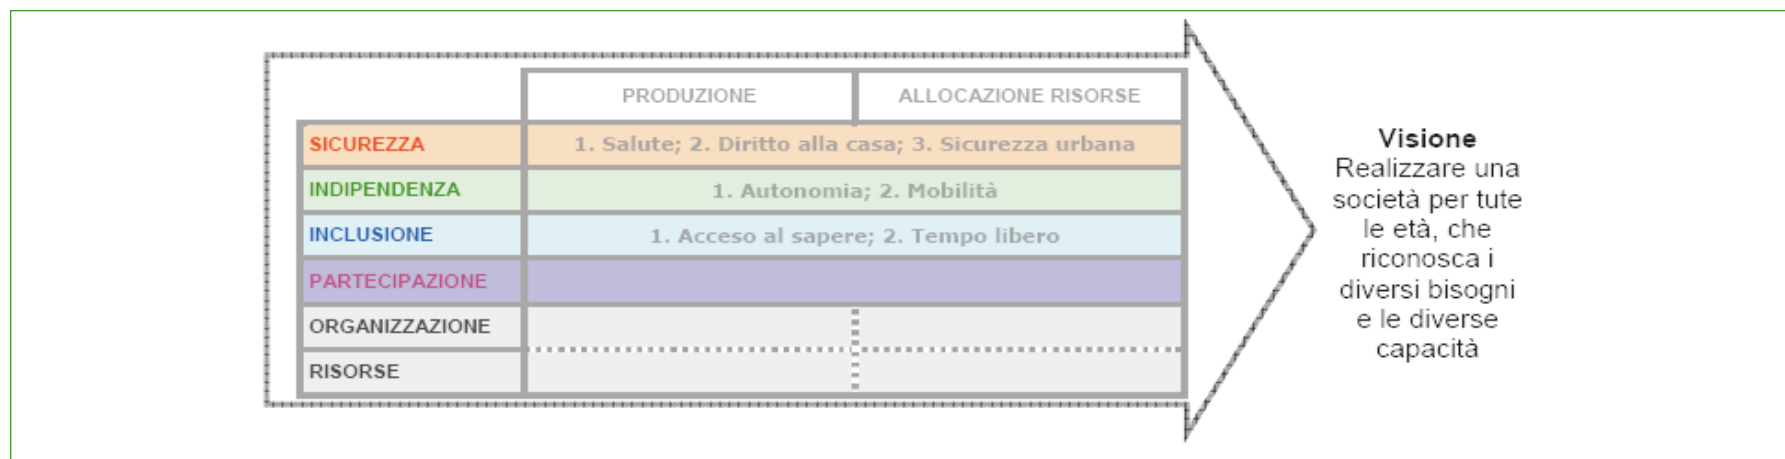 PRODUZIONE ALLOCAZIONE RISORSE
SICUREZZA 1. Salute; 2. Diritto alla casa; 3. Sicurezza urbana
INDIPENDENZA 1. Autonomia; 2. Mobilità
INCLUSIONE 1. Acceso al sapere; 2. Tempo libero
PARTECIPAZIONE
ORGANIZZAZIONE
RISORSE
Visione
Realizzare una
società per tute
le età, che
riconosca i
diversi bisogni
e le diverse
capacità